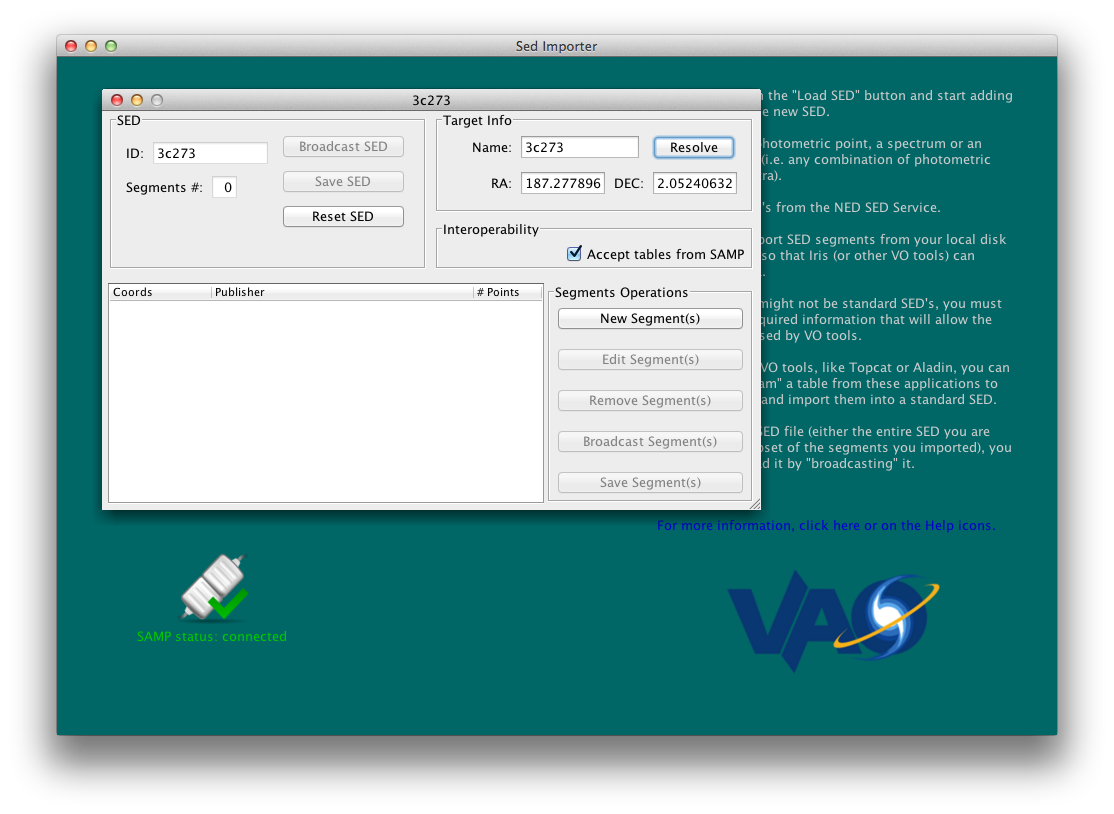 Sed Importer
3c273
SED
ID: 3c273
Broadcast SED
Segments #: 0
Save SED
Reset SED
Target Info
Name: 3c273 Resolve
RA: 187.277896 DEC: 2.05240632
Interoperability
Accept tables from SAMP
Coords Publisher # Points
Segments Operations
New Segment(s)
Edit Segment(s)
Remove Segment(s)
Broadcast Segment(s)
Save Segment(s)
the "Load SED" button and start adding
new SED.
photometric point, a spectrum or an
(i.e. any combination of photometric
's from the NED SED Service.
SED segments from your local disk
so that Iris (or other VO tools) can
might not be standard SED's, you must
information that will allow the
used by VO tools.
VO tools, like Topcat or Aladin, you can
a table from these applications to
and import them into a standard SED.
SED file (either the entire SED you are
of the segments you imported), you
it by "broadcasting" it.
For more information, click here or on the Help icons.
SAMP status: connected
VAO